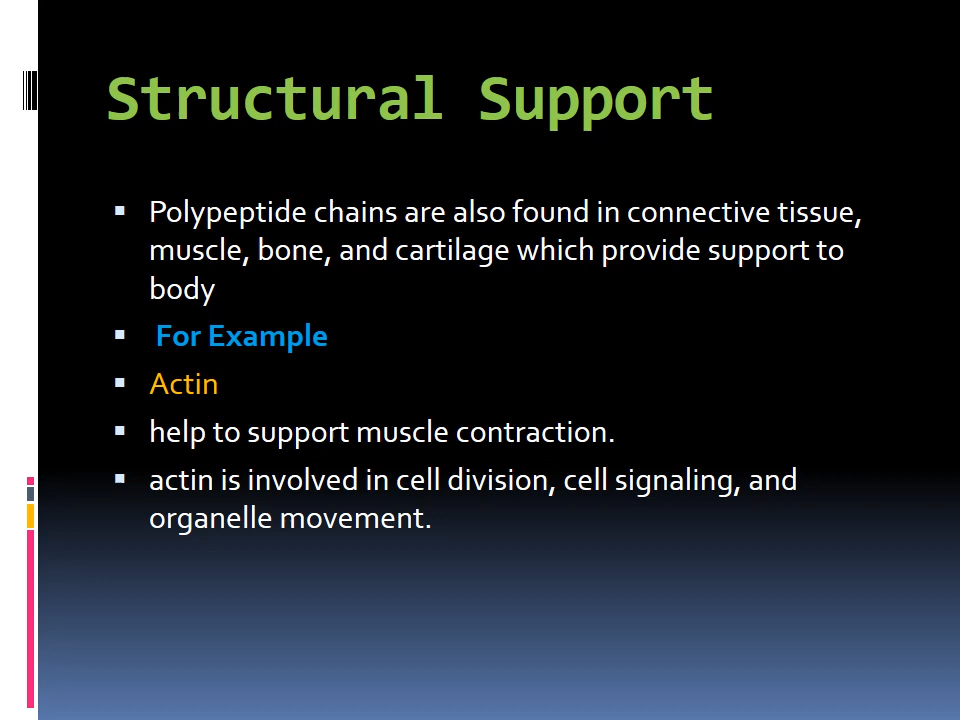 Structural Support
▪ Polypeptide chains are also found in connective tissue,
muscle, bone, and cartilage which provide support to
body
▪ For Example
▪ Actin
▪ help to support muscle contraction.
▪ actin is involved in cell division, cell signaling, and
organelle movement.